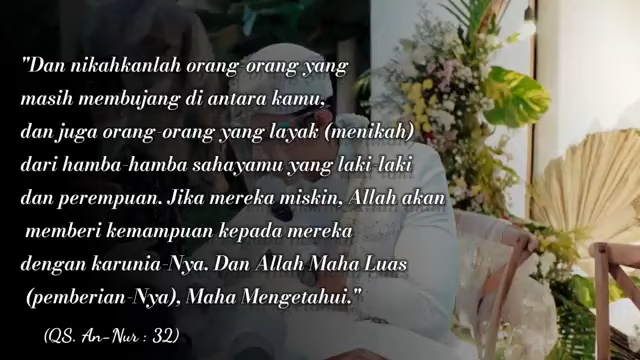 "Dan nikahkanlah orang-orang yang
masih membujang di antara kamu,
dan juga orang-orang yang layak (menikah)
dari hamba-hamba sahayamu yang laki-laki
dan perempuan. Jika mereka miskin, Allah akan
memberi kemampuan kepada mereka
dengan karunia-Nya. Dan Allah Maha Luas
(pemberian-Nya), Maha Mengetahui."
(QS. An-Nur : 32)